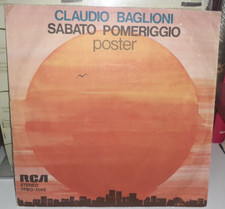 CLAUDIO BAGLIONI
SABATO POMERIGGIO
poster
RCA
STEREO